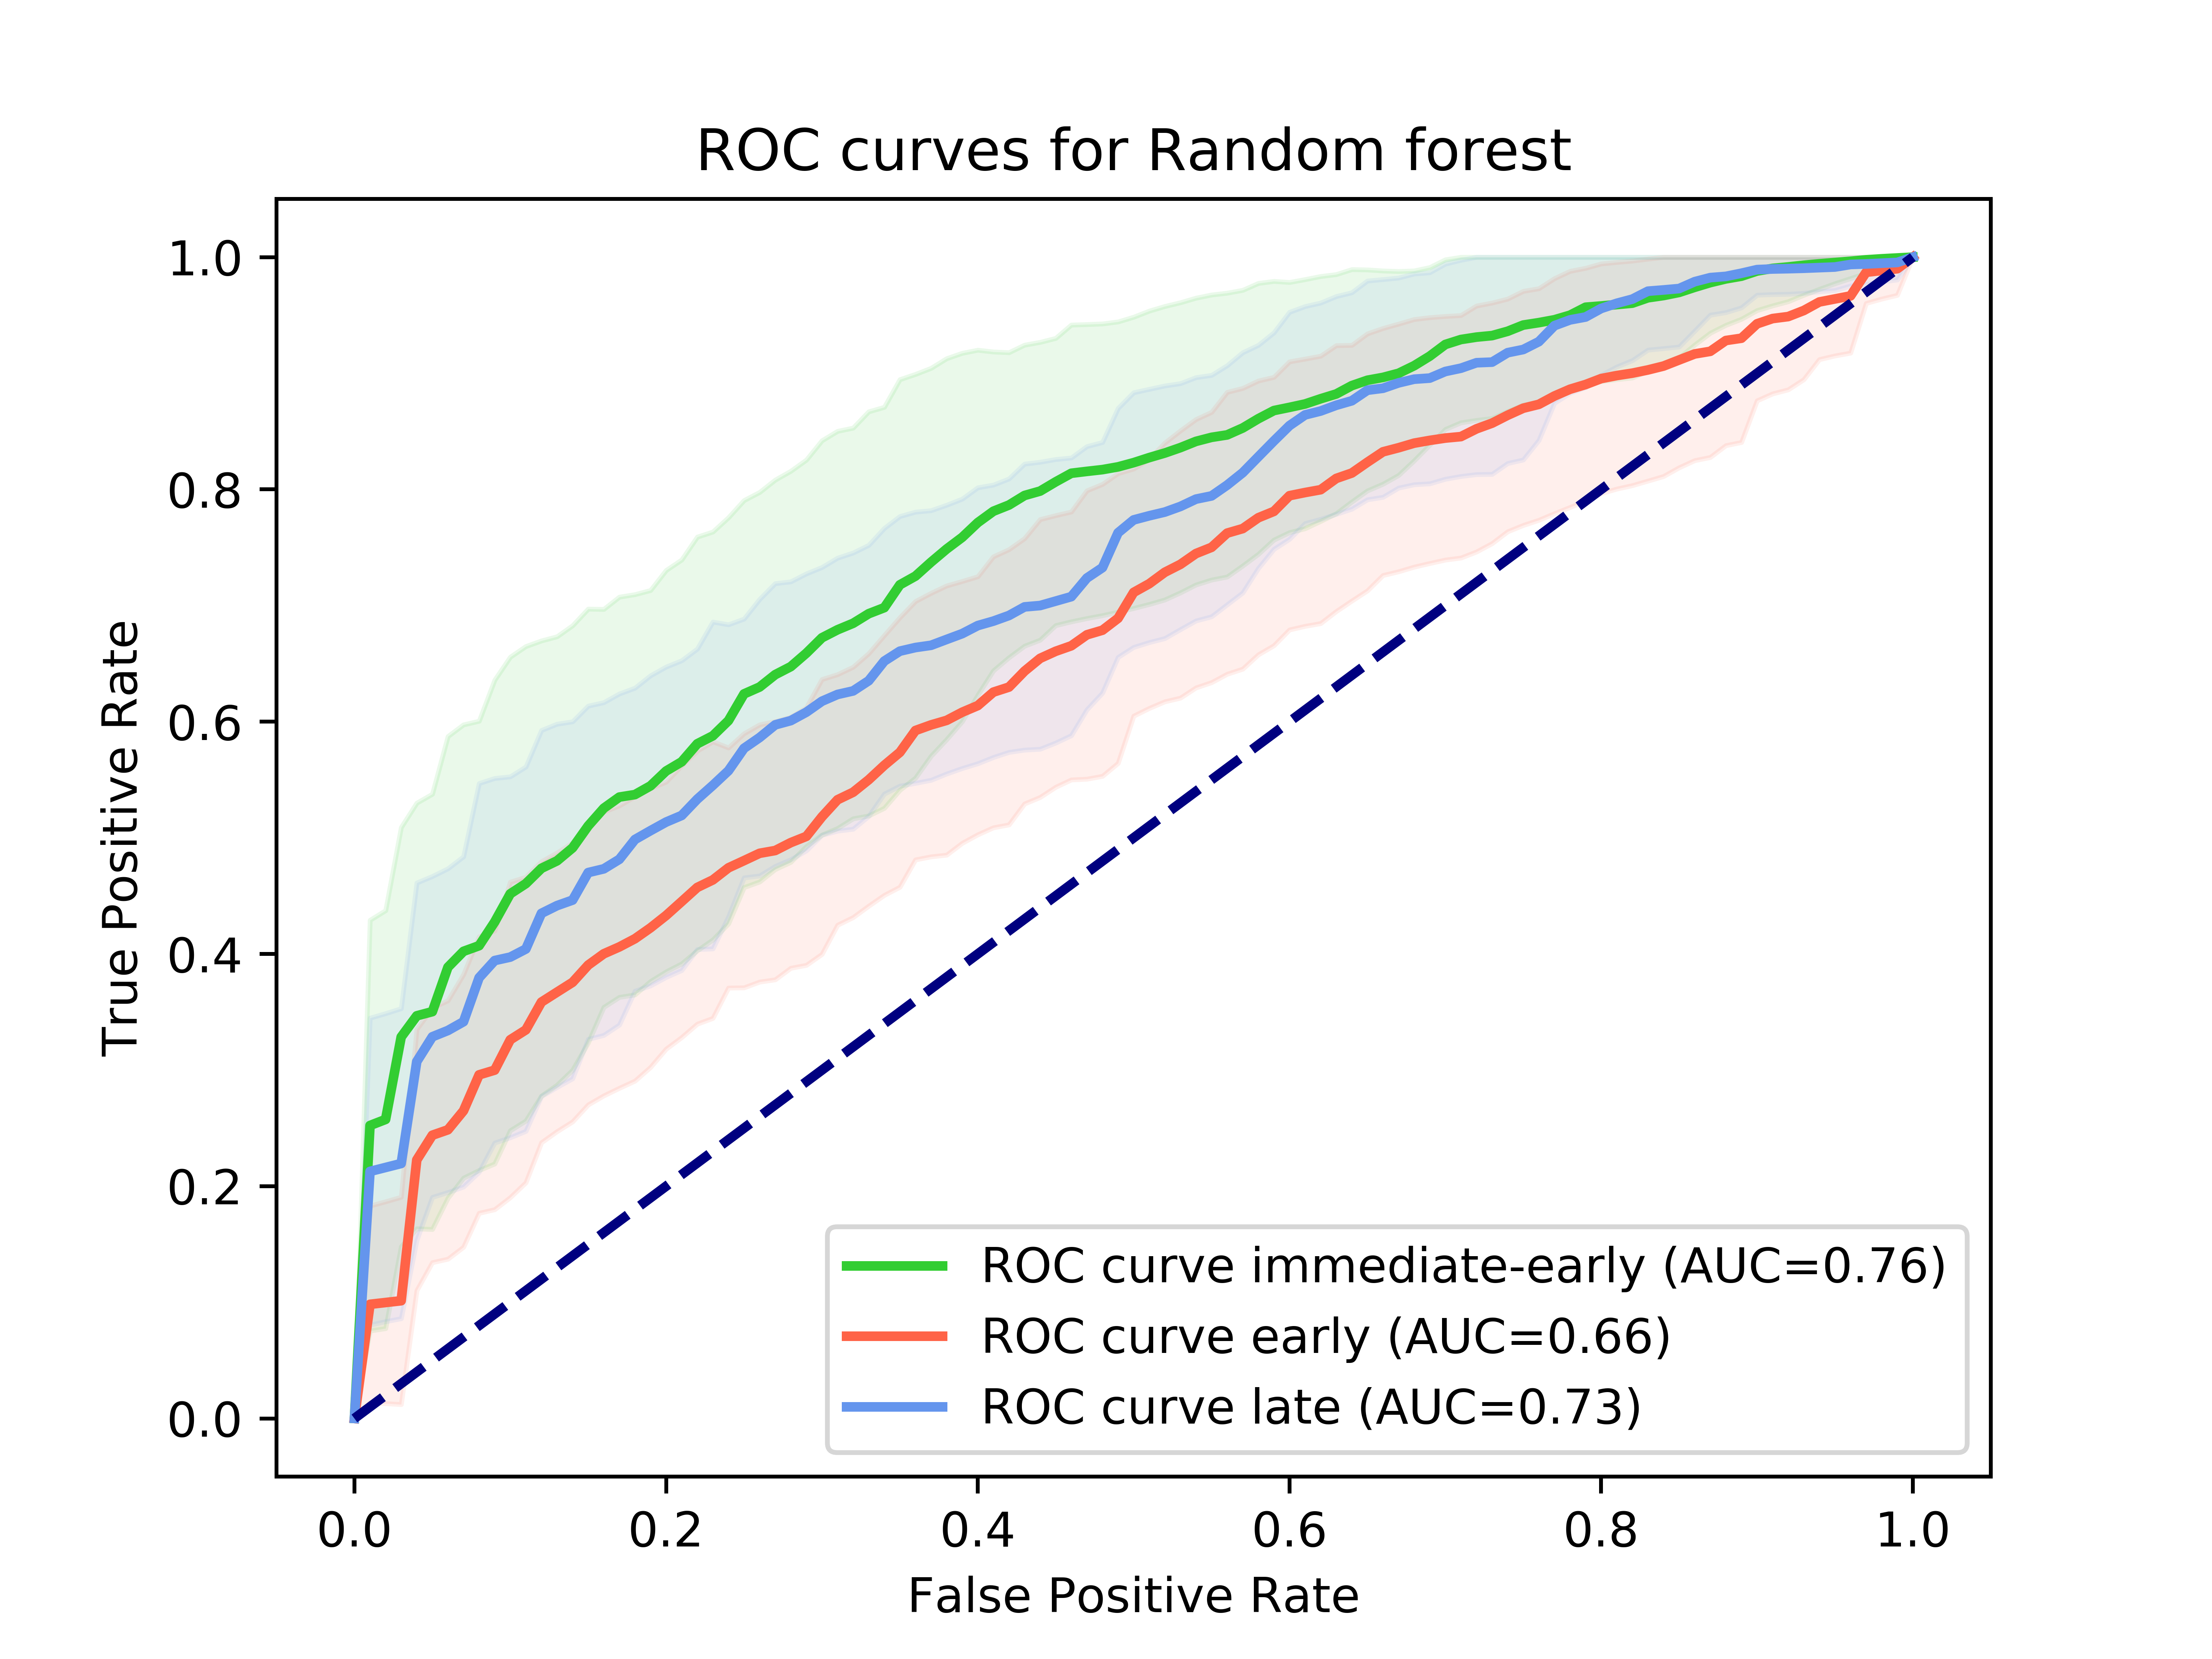 ROC curves for Random forest
True Positive Rate
1.0
0.8
0.6
0.4
0.2
0.0
ROC curve immediate-early (AUC=0.76)
ROC curve early (AUC=0.66)
ROC curve late (AUC=0.73)
0.0 0.2 0.4 0.6 0.8 1.0
False Positive Rate